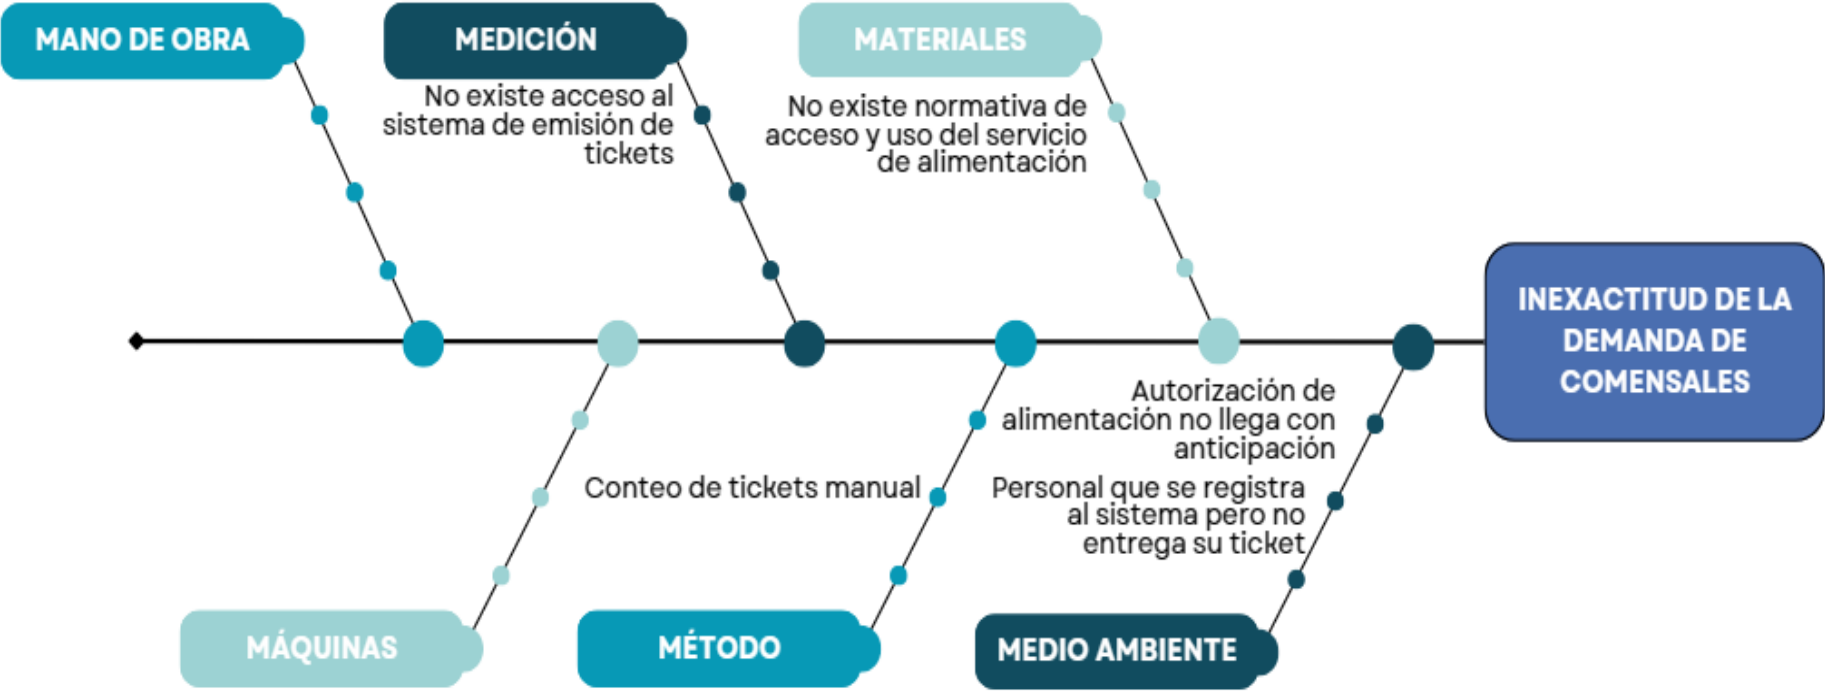 MANO DE OBRA
MEDICIÓN
MATERIALES
No existe acceso al
sistema de emisión de
tickets
No existe normativa de
acceso y uso del servicio
de alimentación
INEXACTITUD DE LA
DEMANDA DE
COMENSALES
Autorización de
alimentación no llega con
anticipación
Conteo de tickets manual
Personal que se registra
al sistema pero no
entrega su ticket
MÁQUINAS
MÉTODO
MEDIO AMBIENTE